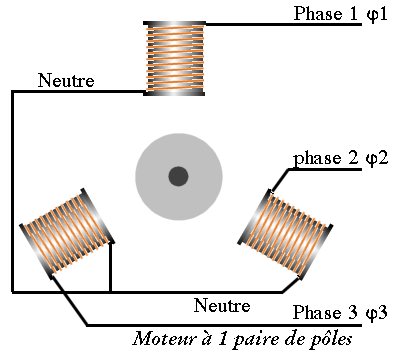 Phase 1 φ1
Neutre
phase 2 φ2
Neutre
Phase 3 φ3
Moteur à 1 paire de pôles